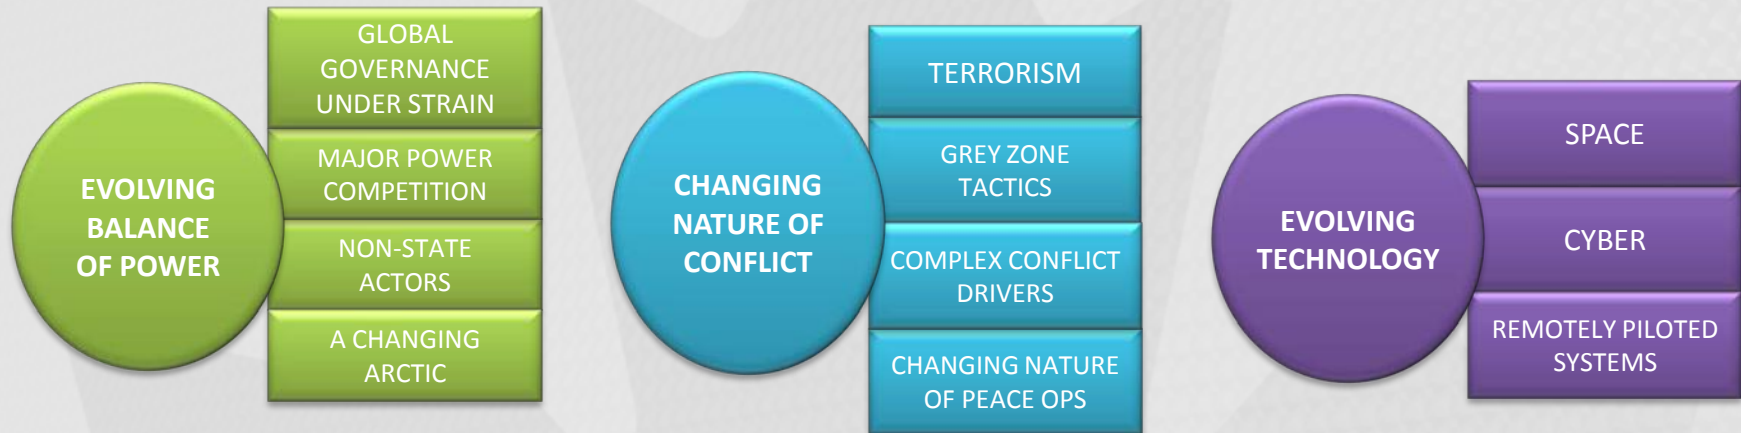 EVOLVING
BALANCE
OF POWER
GLOBAL
GOVERNANCE
UNDER STRAIN
MAJOR POWER
COMPETITION
NON-STATE
ACTORS
A CHANGING
ARCTIC
CHANGING
NATURE OF
CONFLICT
TERRORISM
GREY ZONE
TACTICS
COMPLEX CONFLICT
DRIVERS
CHANGING NATURE
OF PEACE OPS
EVOLVING
TECHNOLOGY
SPACE
CYBER
REMOTELY PILOTED
SYSTEMS